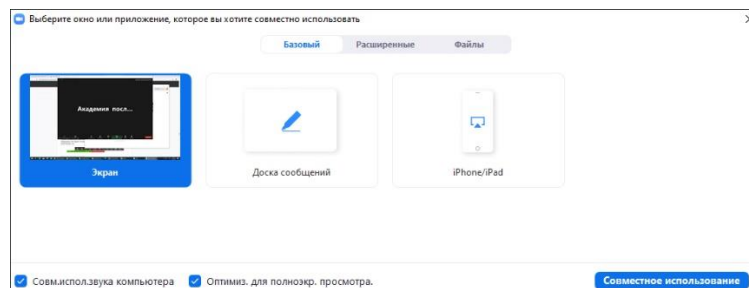 Выберите окно или приложение, которое вы хотите совместно использовать
Базовый Расширенные Файлы
Академия посл...
Экран
Доска сообщений
iPhone/iPad
Совм.испол.звука компьютера Оптимиз. для полноэкр. просмотра.
Совместное использование